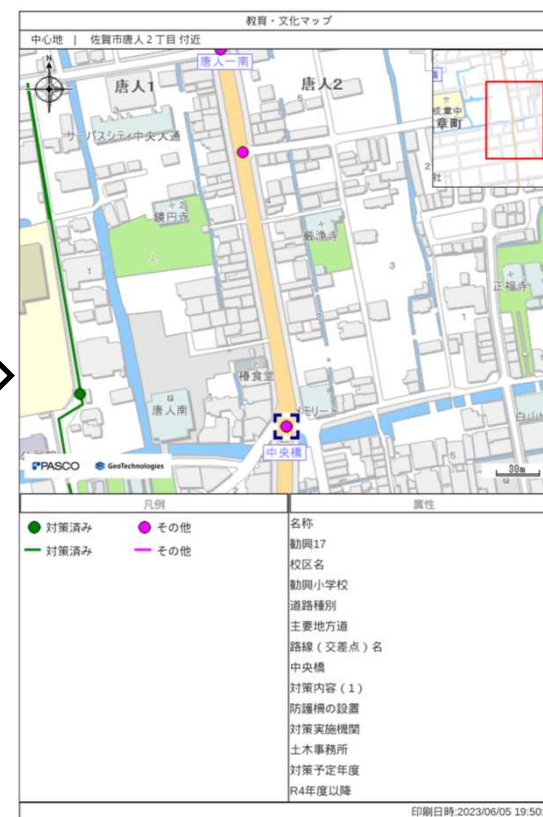 教育・文化マップ
中心地 | 佐賀市唐人2丁目 付近
唐人一南
唐人1
唐人2
サーパスシティ中央大通
鏡円寺
厳浄寺
正福寺
章町
唐人南
椿食堂
メモリート
中央橋
PASCO
GeoTechnologies
30m
凡例
属性
対策済み
その他
対策済み
その他
名称
勧興17
校区名
勧興小学校
道路種別
主要地方道
路線（交差点）名
中央橋
対策内容（1）
防護柵の設置
対策実施機関
土木事務所
対策予定年度
R4年度以降
印刷日時:2023/06/05 19:50: